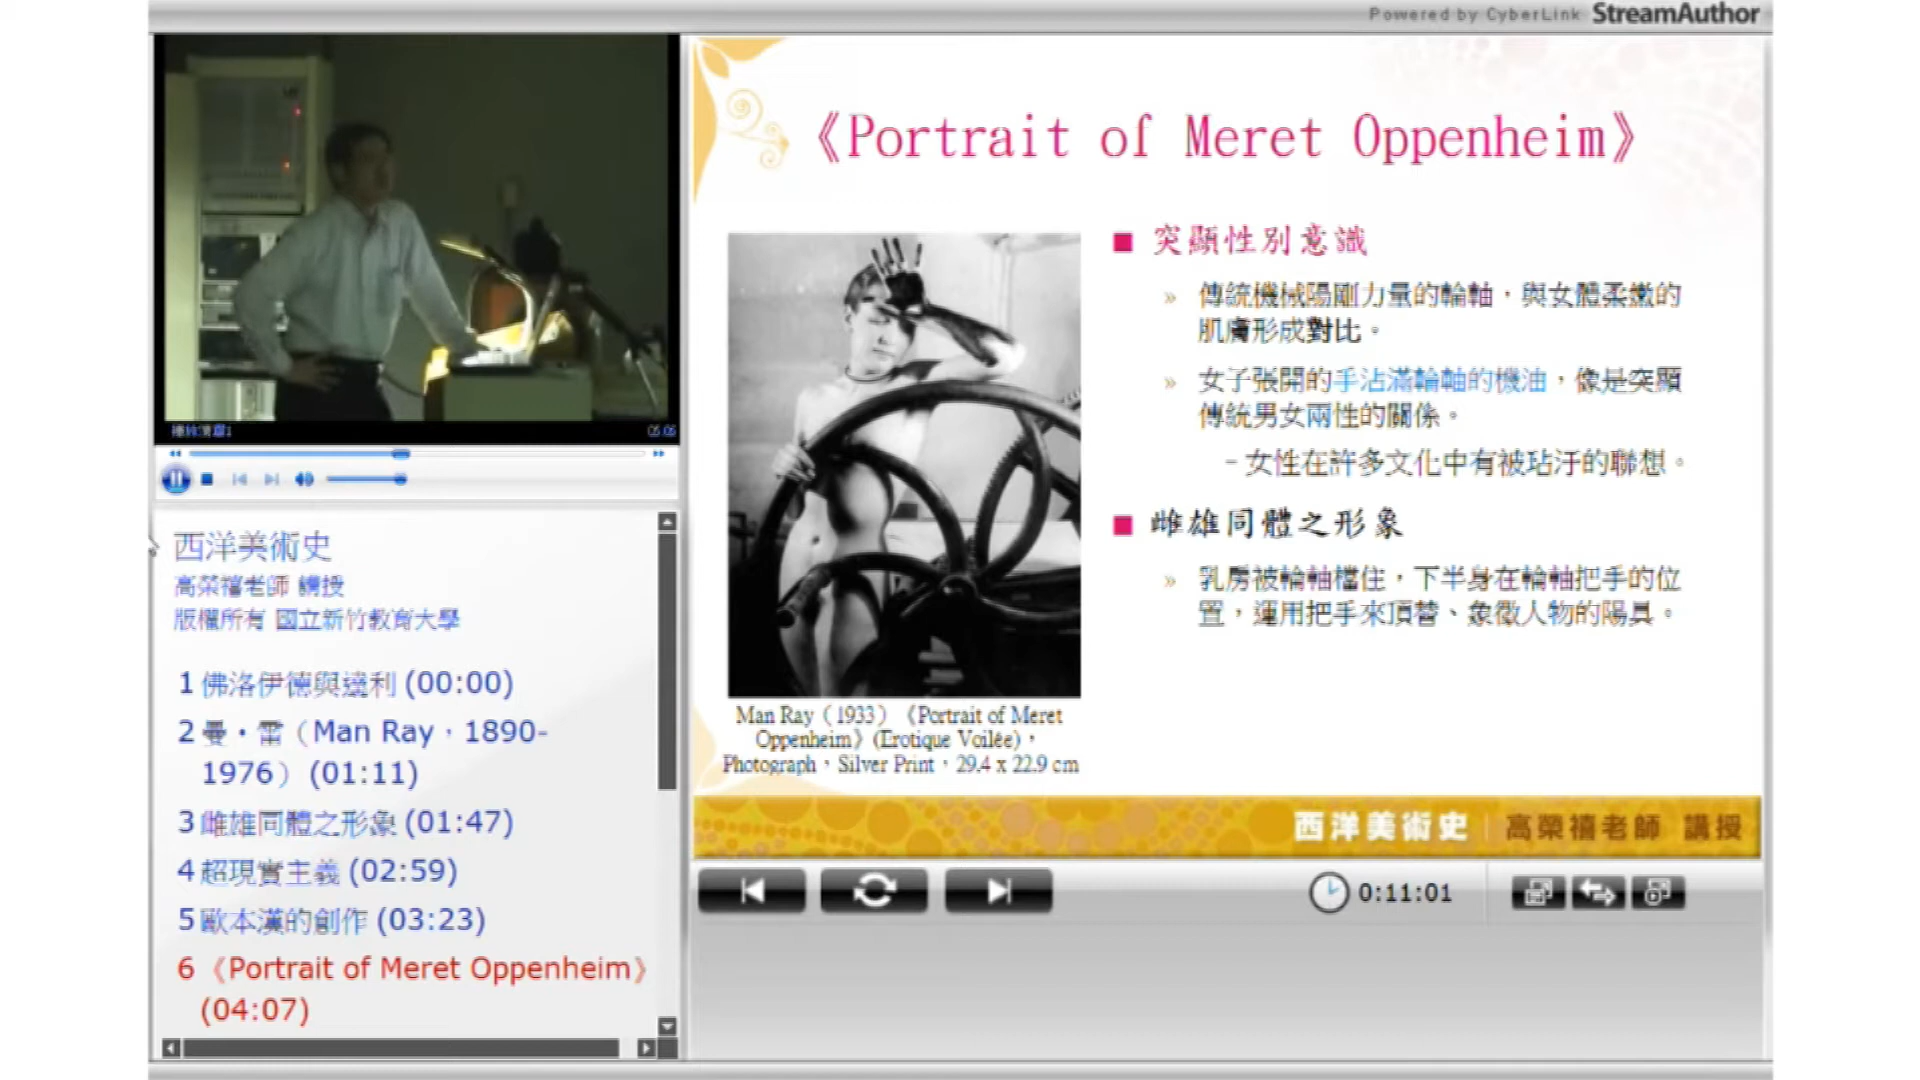 Powered by CyberLink StreamAuthor
05:05
西洋美術史
高榮禧老師 講授
版權所有 國立新竹教育大學
1 佛洛伊德與達利 (00:00)
2 曼·雷（Man Ray，1890-
1976）(01:11)
3 雌雄同體之形象 (01:47)
4 超現實主義 (02:59)
5 歐本漢的創作 (03:23)
6 《Portrait of Meret Oppenheim》
(04:07)
《Portrait of Meret Oppenheim》
突顯性別意識
» 傳統機械陽剛力量的輪軸，與女體柔嫩的
肌膚形成對比。
» 女子張開的手沾滿輪軸的機油，像是突顯
傳統男女兩性的關係。
－女性在許多文化中有被玷汙的聯想。
雌雄同體之形象
» 乳房被輪軸檔住，下半身在輪軸把手的位
置，運用把手來頂替、象徵人物的陽具。
Man Ray（1933）《Portrait of Meret
Oppenheim》(Erotique Voilée)，
Photograph，Silver Print，29.4 x 22.9 cm
西洋美術史 | 高榮禧老師 講授
0:11:01